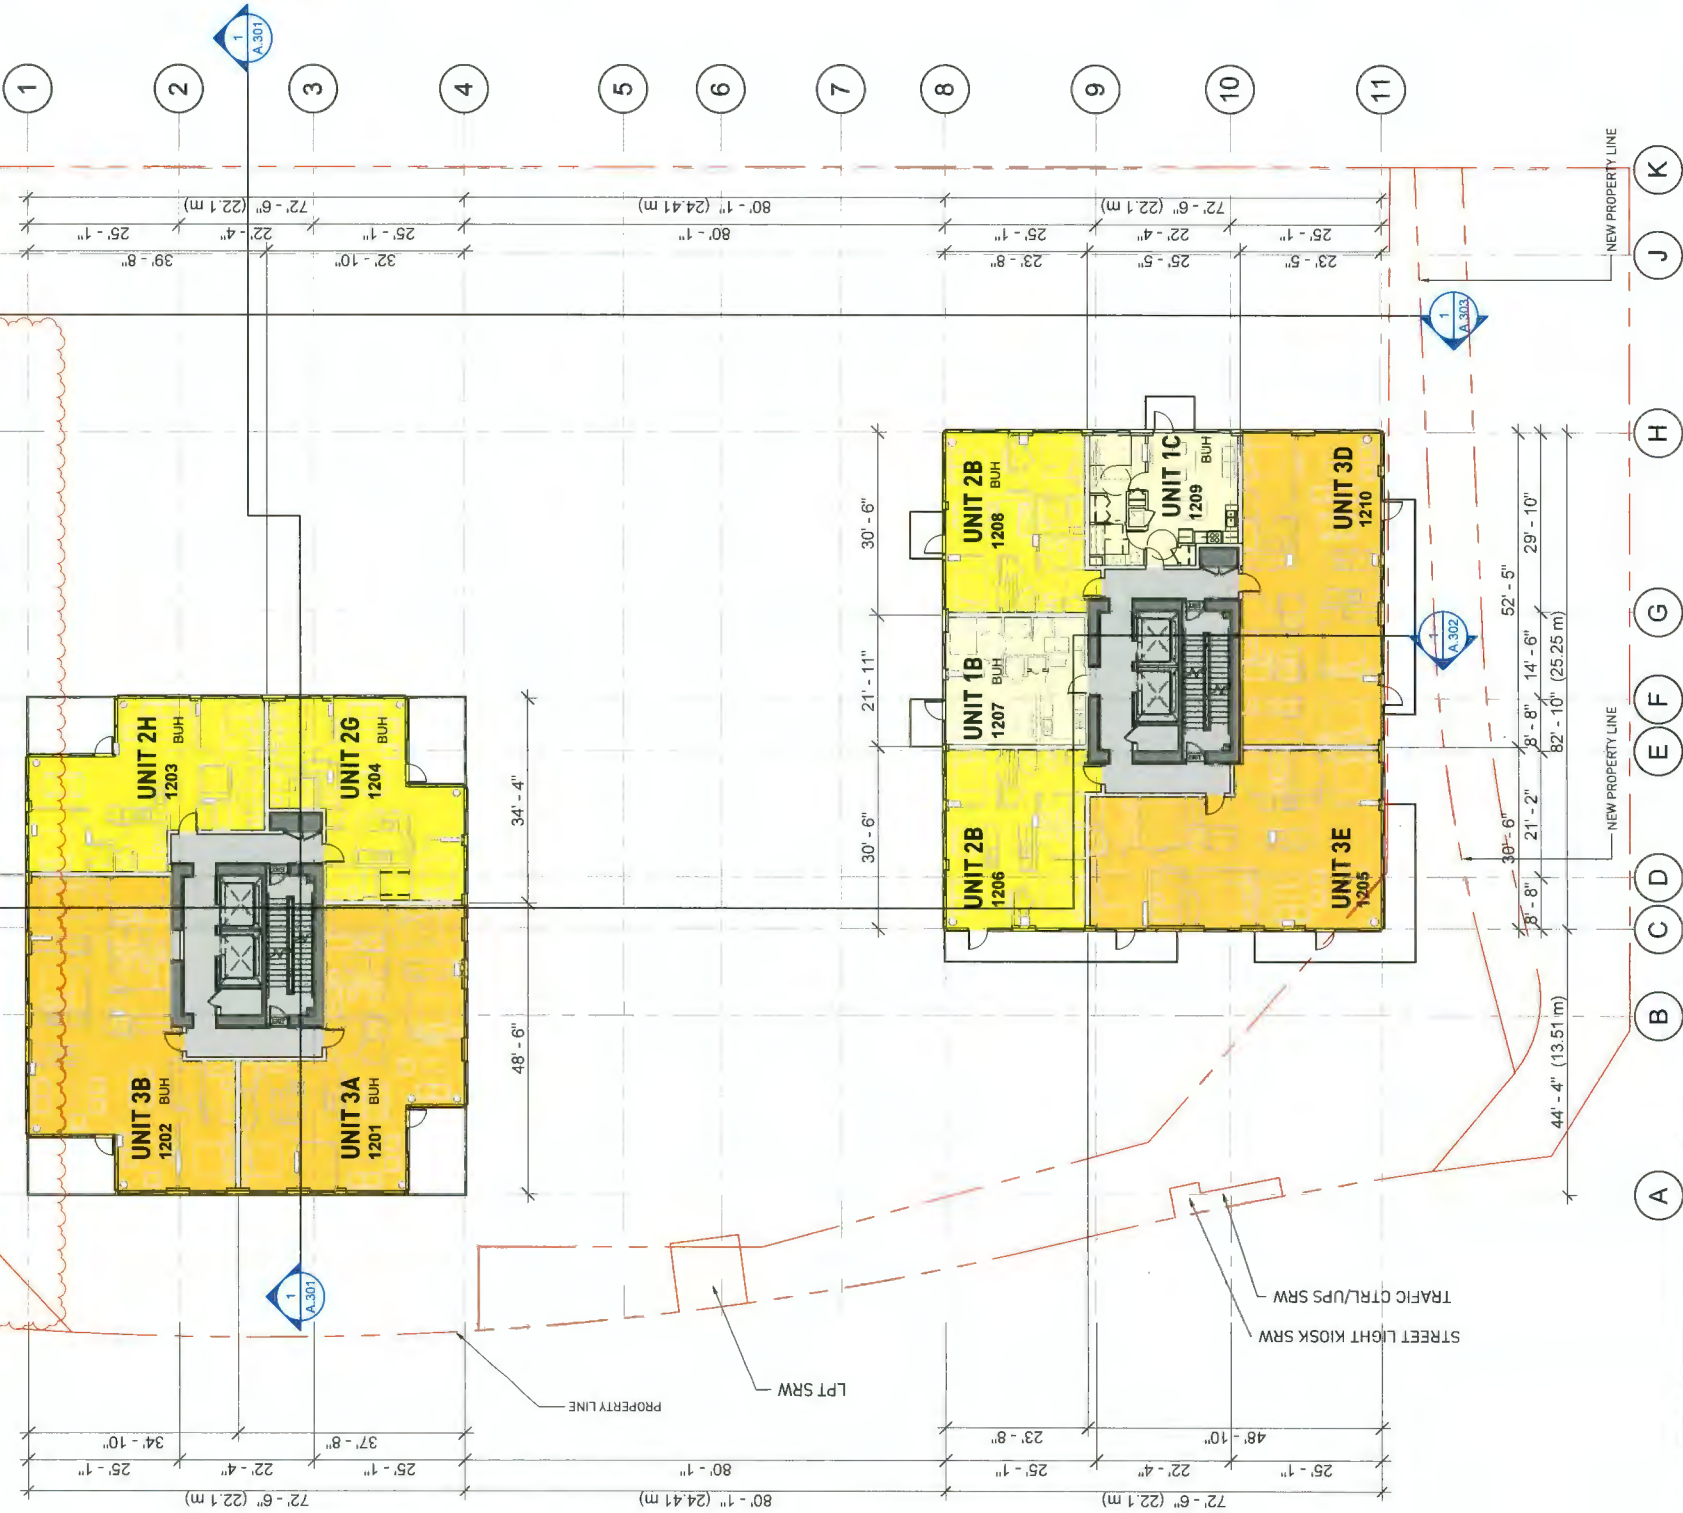 1
A.301
1
2
3
4
5
6
7
8
9
10
11
72' - 6" (22.1 m)
80' - 1" (24.41 m)
72' - 6" (22.1 m)
25' - 1"
22' - 4"
25' - 1"
80' - 1"
25' - 1"
22' - 4"
25' - 1"
39' - 8"
32' - 10"
23' - 8"
25' - 5"
23' - 5"
NEW PROPERTY LINE
K
J
H
G
F
E
D
C
B
A
1
A.303
1
A.302
NEW PROPERTY LINE
UNIT 2H
1203
BUH
UNIT 2G
1204
BUH
UNIT 3B
1202
BUH
UNIT 3A
1201
BUH
34' - 4"
48' - 6"
30' - 6"
21' - 11"
30' - 6"
UNIT 2B
1208
BUH
UNIT 1C
1209
BUH
UNIT 3D
1210
UNIT 1B
1207
BUH
UNIT 2B
1206
UNIT 3E
1205
52' - 5"
30' - 6"
29' - 10"
14' - 6"
8' - 8"
21' - 2"
8' - 8"
82' - 10" (25.25 m)
44' - 4" (13.51 m)
1
A.301
PROPERTY LINE
LPT SRW
STREET LIGHT KIOSK SRW
TRAFIC CTRL/UPS SRW
34' - 10"
37' - 8"
23' - 8"
48' - 10"
25' - 1"
22' - 4"
25' - 1"
80' - 1"
25' - 1"
22' - 4"
25' - 1"
72' - 6" (22.1 m)
80' - 1" (24.41 m)
72' - 6" (22.1 m)